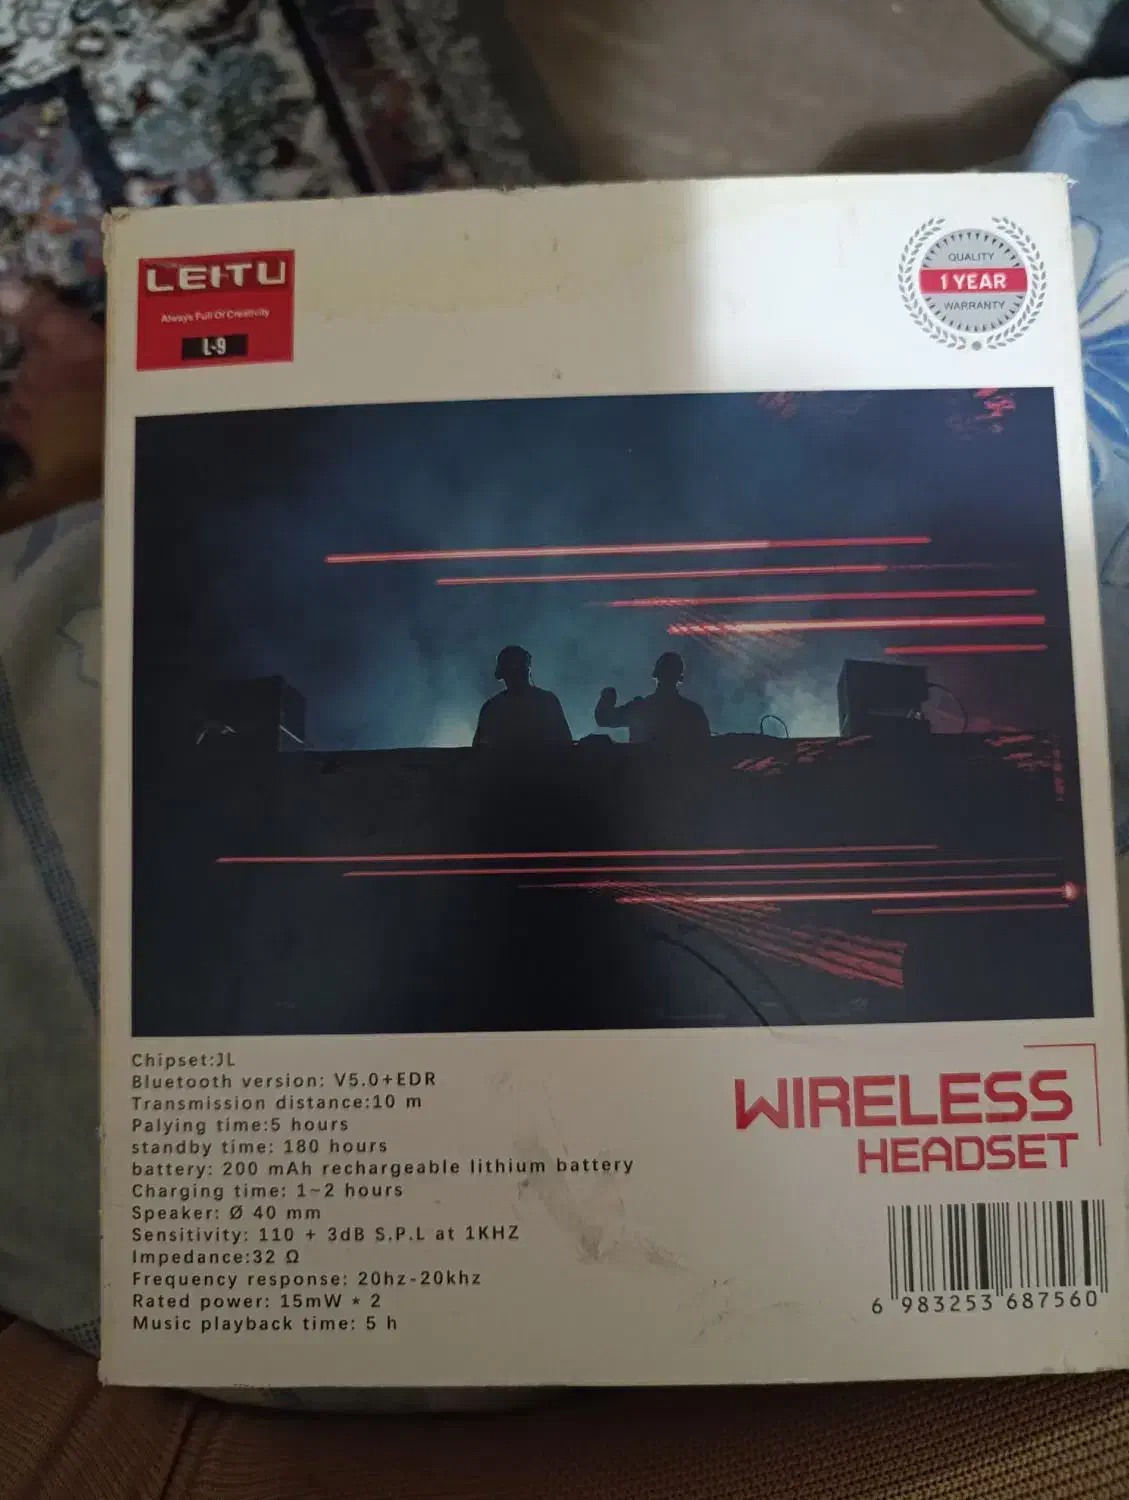 LEITU
Always Full Of Creativity
L-9
QUALITY
1 YEAR
WARRANTY
Chipset:JL
Bluetooth version: V5.0+EDR
Transmission distance:10 m
Palying time:5 hours
standby time: 180 hours
battery: 200 mAh rechargeable lithium battery
Charging time: 1~2 hours
Speaker: Ø 40 mm
Sensitivity: 110 + 3dB S.P.L at 1KHZ
Impedance:32 Ω
Frequency response: 20hz-20khz
Rated power: 15mW * 2
Music playback time: 5 h
WIRELESS
HEADSET
6 983253 687560